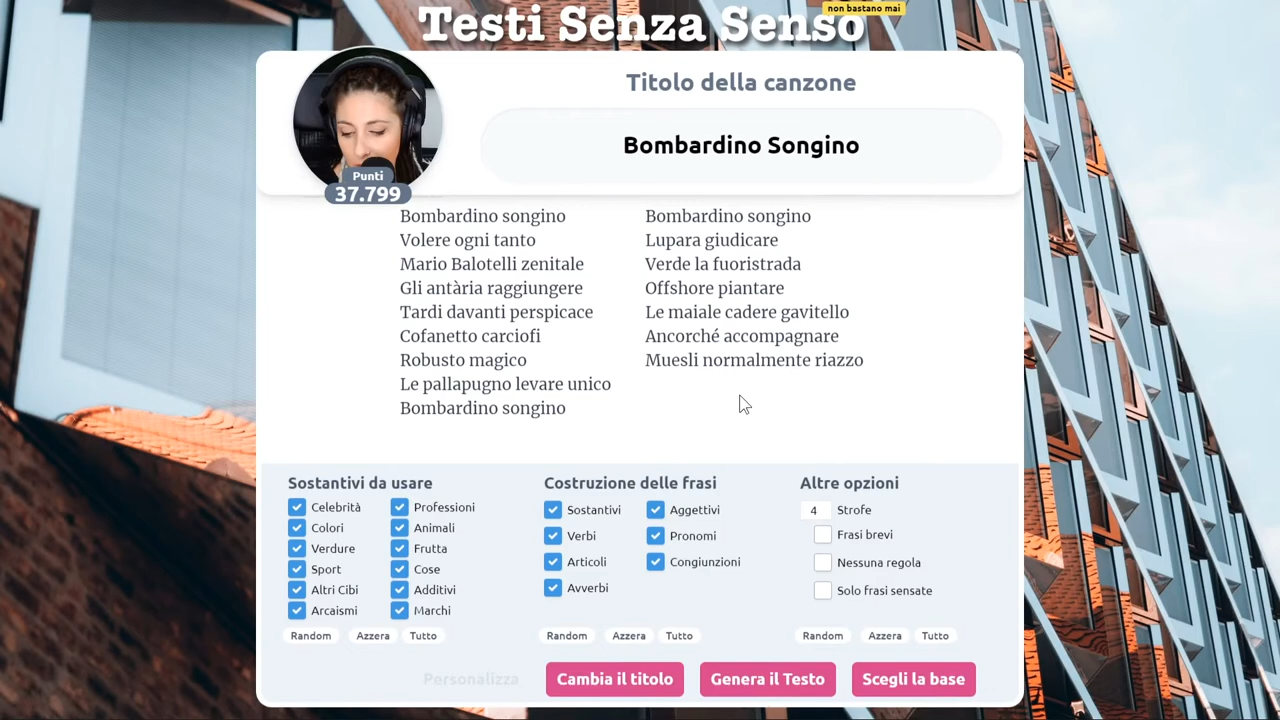 non bastano mai
Testi Senza Senso
Titolo della canzone
Bombardino Songino
Punti
37.799
Bombardino songino
Volere ogni tanto
Mario Balotelli zenitale
Gli antària raggiungere
Tardi davanti perspicace
Cofanetto carciofi
Robusto magico
Le pallapugno levare unico
Bombardino songino
Bombardino songino
Lupara giudicare
Verde la fuoristrada
Offshore piantare
Le maiale cadere gavitello
Ancorché accompagnare
Muesli normalmente riazzo
Sostantivi da usare
Celebrità
Professioni
Colori
Animali
Verdure
Frutta
Sport
Cose
Altri Cibi
Additivi
Arcaismi
Marchi
Random
Azzera
Tutto
Costruzione delle frasi
Sostantivi
Aggettivi
Verbi
Pronomi
Articoli
Congiunzioni
Avverbi
Random
Azzera
Tutto
Altre opzioni
4 Strofe
Frasi brevi
Nessuna regola
Solo frasi sensate
Random
Azzera
Tutto
Personalizza
Cambia il titolo
Genera il Testo
Scegli la base